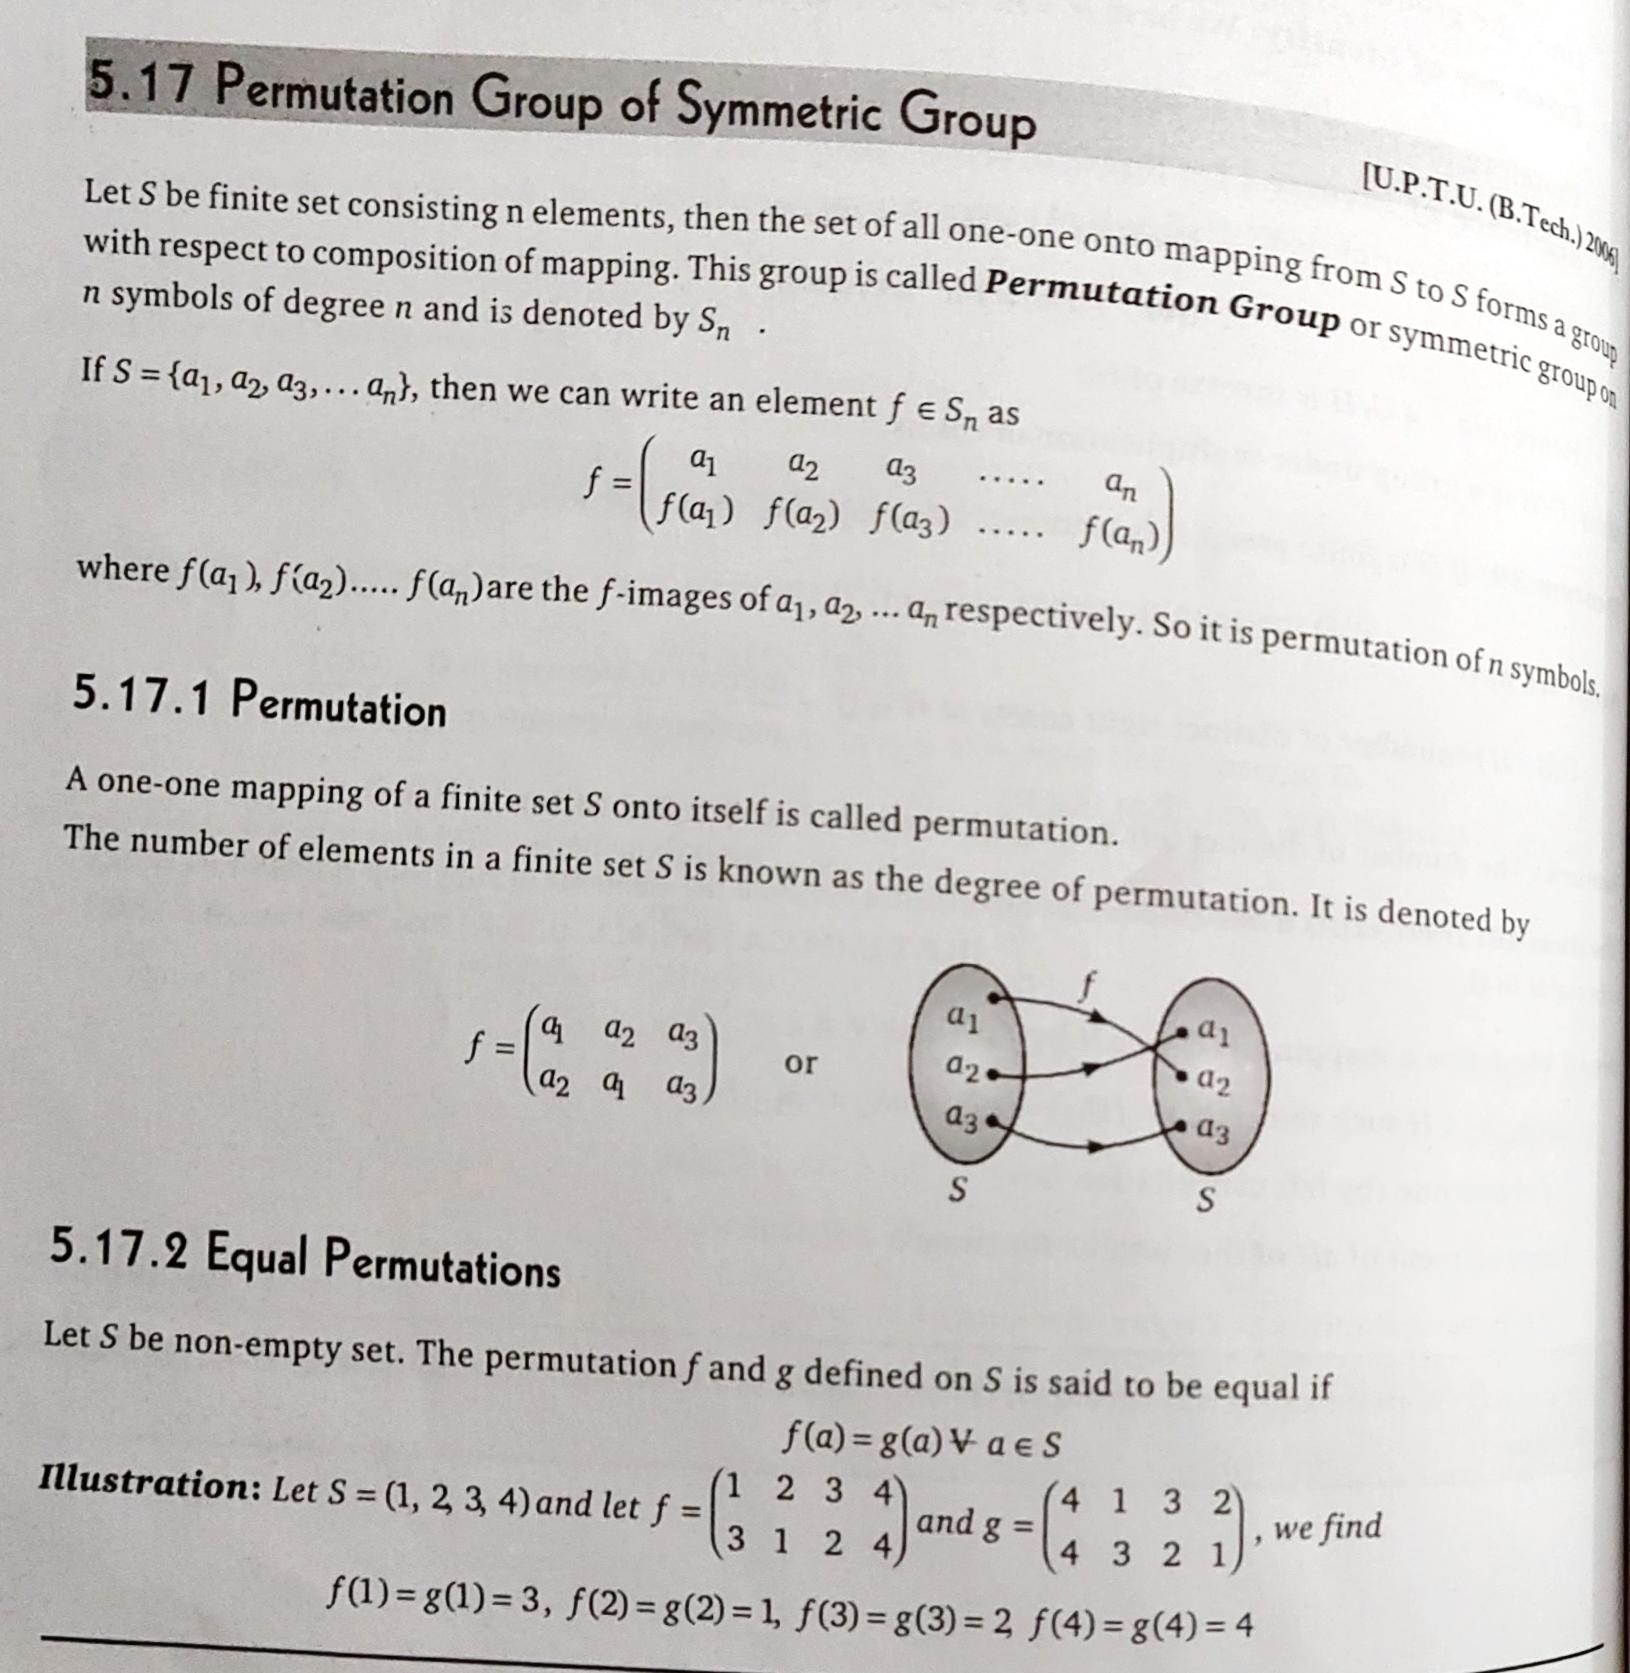 5.17 Permutation Group of Symmetric Group
[U.P.T.U. (B.Tech.) 2006]
Let S be finite set consisting n elements, then the set of all one-one onto mapping from S to S forms a group
with respect to composition of mapping. This group is called Permutation Group or symmetric group on
n symbols of degree n and is denoted by Sₙ .
If S = {a₁, a₂, a₃, ... aₙ}, then we can write an element f ∈ Sₙ as
f = ( a₁ a₂ a₃ ..... aₙ
f(a₁) f(a₂) f(a₃) ..... f(aₙ) )
where f(a₁), f(a₂)..... f(aₙ) are the f-images of a₁, a₂, ... aₙ respectively. So it is permutation of n symbols.
5.17.1 Permutation
A one-one mapping of a finite set S onto itself is called permutation.
The number of elements in a finite set S is known as the degree of permutation. It is denoted by
f = ( a₁ a₂ a₃
a₂ a₁ a₃ )
or
f
a₁ a₁
a₂ a₂
a₃ a₃
S S
5.17.2 Equal Permutations
Let S be non-empty set. The permutation f and g defined on S is said to be equal if
f(a) = g(a) ∀ a ∈ S
Illustration: Let S = (1, 2, 3, 4) and let f = ( 1 2 3 4 / 3 1 2 4 ) and g = ( 4 1 3 2 / 4 3 2 1 ), we find
f(1) = g(1) = 3, f(2) = g(2) = 1, f(3) = g(3) = 2, f(4) = g(4) = 4